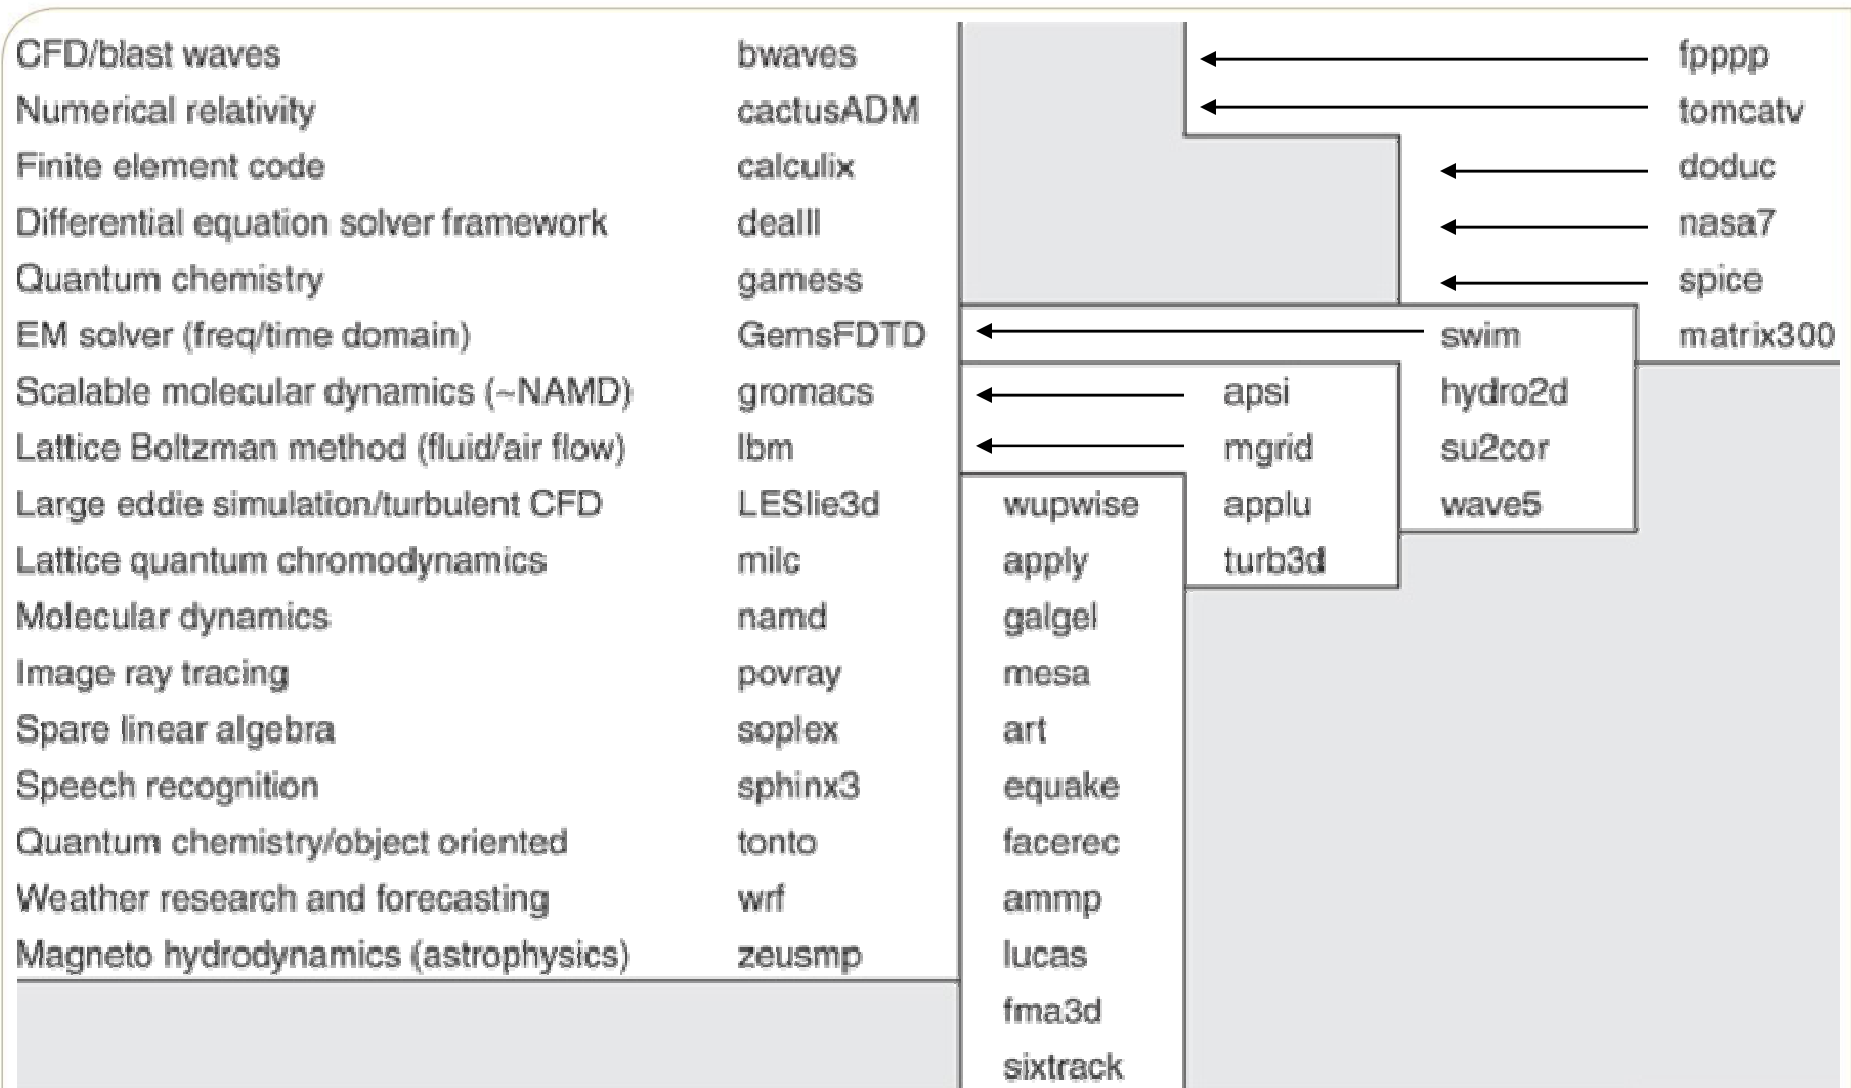 CFD/blast waves bwaves fpppp
Numerical relativity cactusADM tomcatv
Finite element code calculix doduc
Differential equation solver framework dealII nasa7
Quantum chemistry gamess spice
EM solver (freq/time domain) GemsFDTD swim matrix300
Scalable molecular dynamics (~NAMD) gromacs apsi hydro2d
Lattice Boltzman method (fluid/air flow) lbm mgrid su2cor
Large eddie simulation/turbulent CFD LESlie3d wupwise applu wave5
Lattice quantum chromodynamics milc apply turb3d
Molecular dynamics namd galgel
Image ray tracing povray mesa
Spare linear algebra soplex art
Speech recognition sphinx3 equake
Quantum chemistry/object oriented tonto facerec
Weather research and forecasting wrf ammp
Magneto hydrodynamics (astrophysics) zeusmp lucas
fma3d
sixtrack